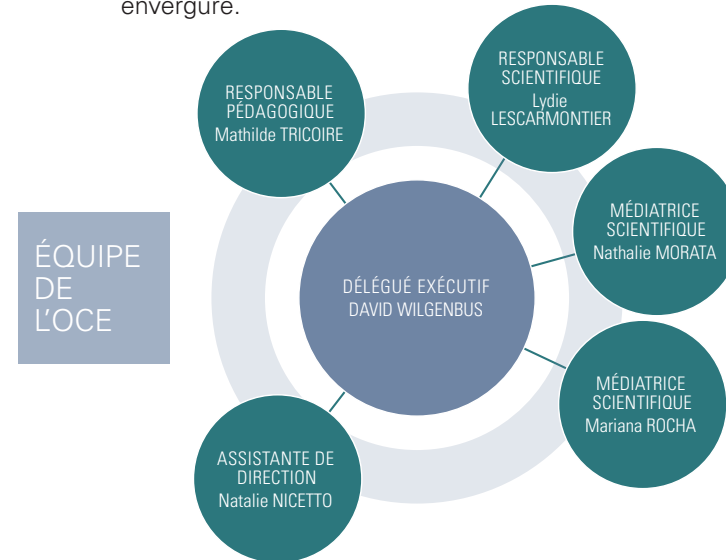 envergure.
RESPONSABLE
PÉDAGOGIQUE
Mathilde TRICOIRE
RESPONSABLE
SCIENTIFIQUE
Lydie
LESCARMONTIER
MÉDIATRICE
SCIENTIFIQUE
Nathalie MORATA
ÉQUIPE
DE
L’OCE
DÉLÉGUÉ EXÉCUTIF
DAVID WILGENBUS
MÉDIATRICE
SCIENTIFIQUE
Mariana ROCHA
ASSISTANTE DE
DIRECTION
Natalie NICETTO